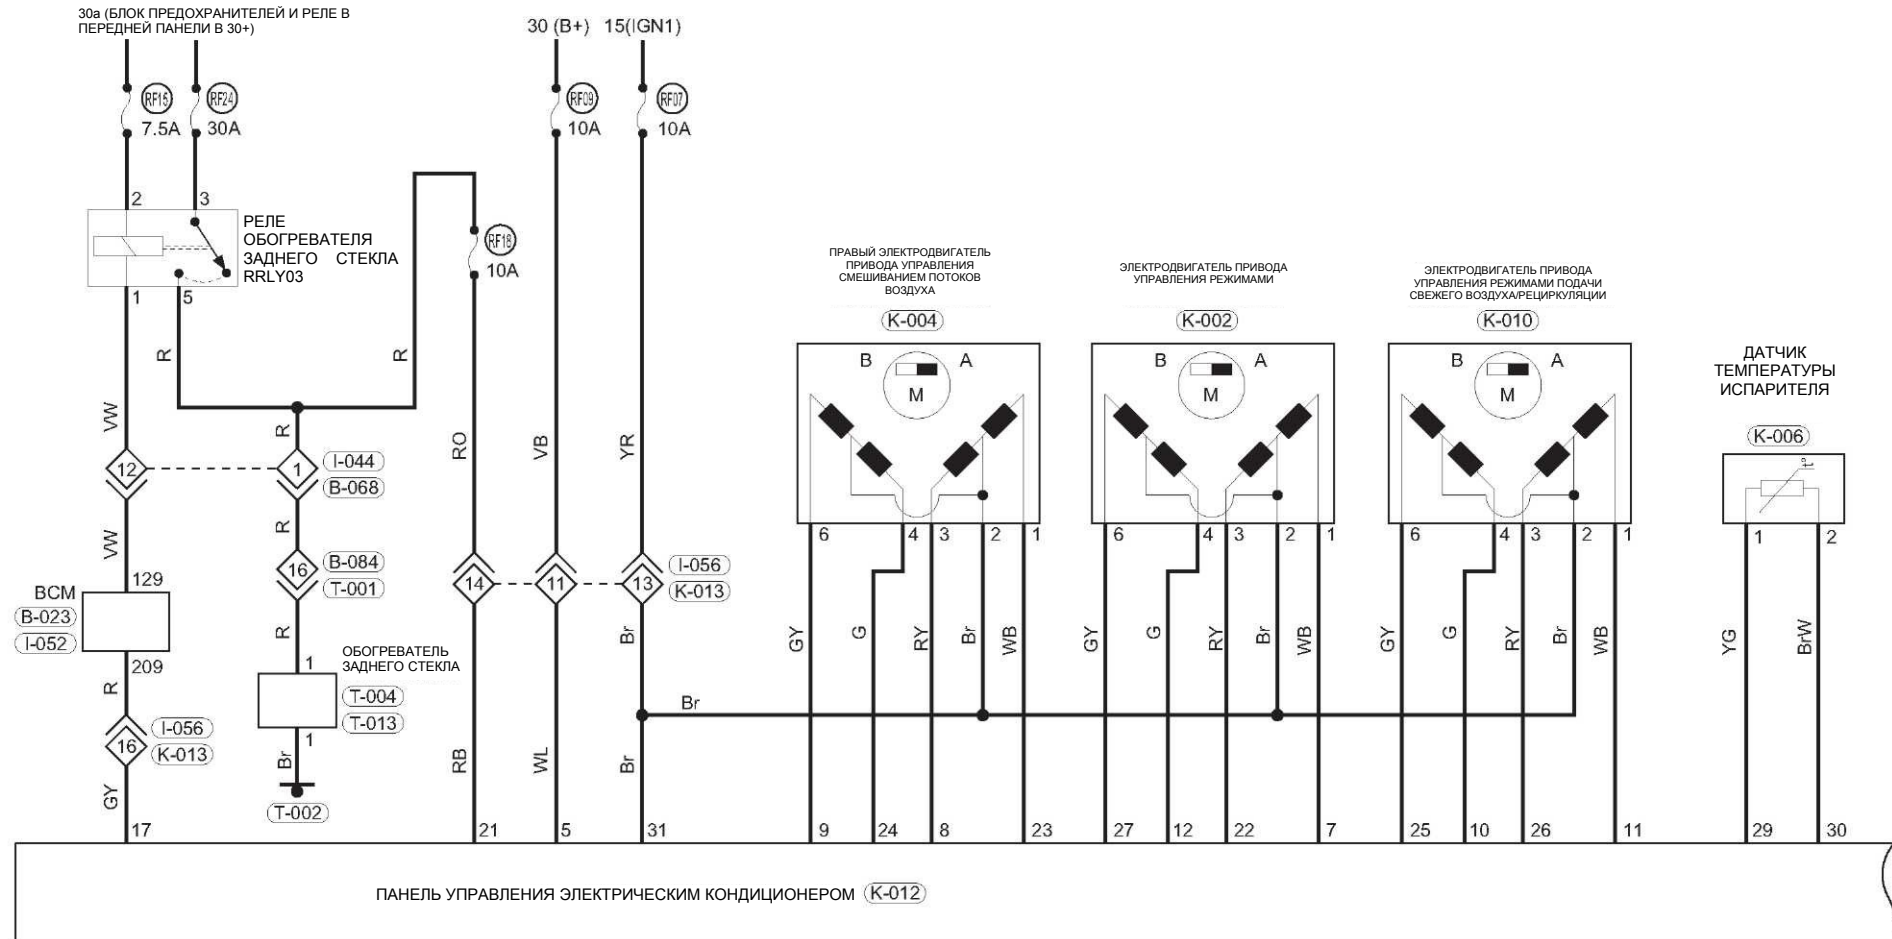 30a (БЛОК ПРЕДОХРАНИТЕЛЕЙ И РЕЛЕ В
ПЕРЕДНЕЙ ПАНЕЛИ В 30+)
30 (B+) 15(IGN1)
RF15
7.5A
RF24
30A
RF09
10A
RF07
10A
2 3
РЕЛЕ
ОБОГРЕВАТЕЛЯ
ЗАДНЕГО СТЕКЛА
RRLY03
1 5
RF18
10A
ПРАВЫЙ ЭЛЕКТРОДВИГАТЕЛЬ
ПРИВОДА УПРАВЛЕНИЯ
СМЕШИВАНИЕМ ПОТОКОВ
ВОЗДУХА
K-004
ЭЛЕКТРОДВИГАТЕЛЬ ПРИВОДА
УПРАВЛЕНИЯ РЕЖИМАМИ
K-002
ЭЛЕКТРОДВИГАТЕЛЬ ПРИВОДА
УПРАВЛЕНИЯ РЕЖИМАМИ ПОДАЧИ
СВЕЖЕГО ВОЗДУХА/РЕЦИРКУЛЯЦИИ
K-010
R R
B A
M
B A
M
B A
M
ДАТЧИК
ТЕМПЕРАТУРЫ
ИСПАРИТЕЛЯ
K-006
t°
VW R RO VB YR
12 1 I-044
B-068
VW R
16 B-084
T-001
14 11 13 I-056
K-013
6 4 3 2 1
6 4 3 2 1
6 4 3 2 1
1 2
129
BCM
B-023
I-052
209
R
R
ОБОГРЕВАТЕЛЬ
ЗАДНЕГО СТЕКЛА
1
T-004
T-013
1
Br
GY G RY Br WB
GY G RY Br WB
GY G RY Br WB
YG BrW
Br
16 I-056
K-013
GY
Br
T-002
RB WL Br
17 21 5 31 9 24 8 23 27 12 22 7 25 10 26 11 29 30
ПАНЕЛЬ УПРАВЛЕНИЯ ЭЛЕКТРИЧЕСКИМ КОНДИЦИОНЕРОМ K-012